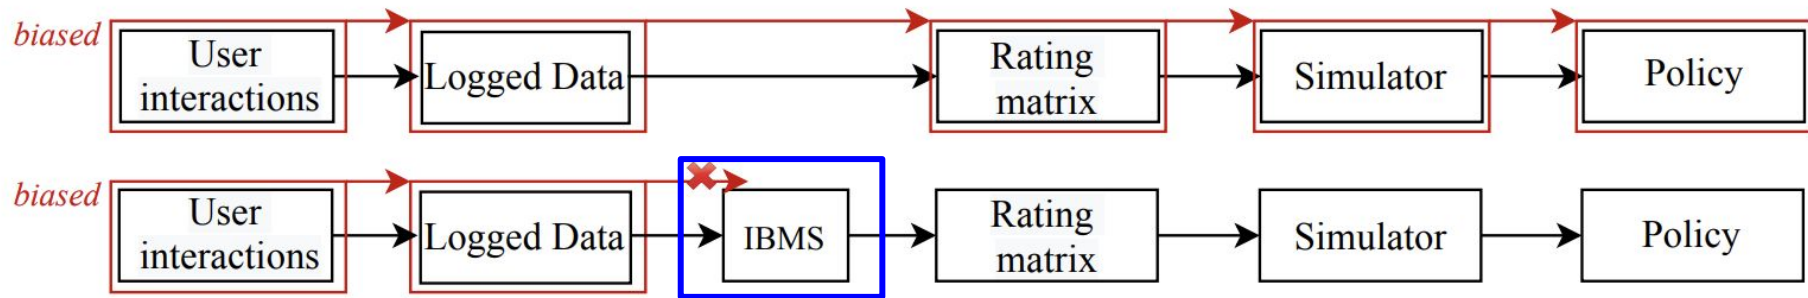 biased
User
interactions
Logged Data
Rating
matrix
Simulator
Policy
biased
User
interactions
Logged Data
IBMS
Rating
matrix
Simulator
Policy